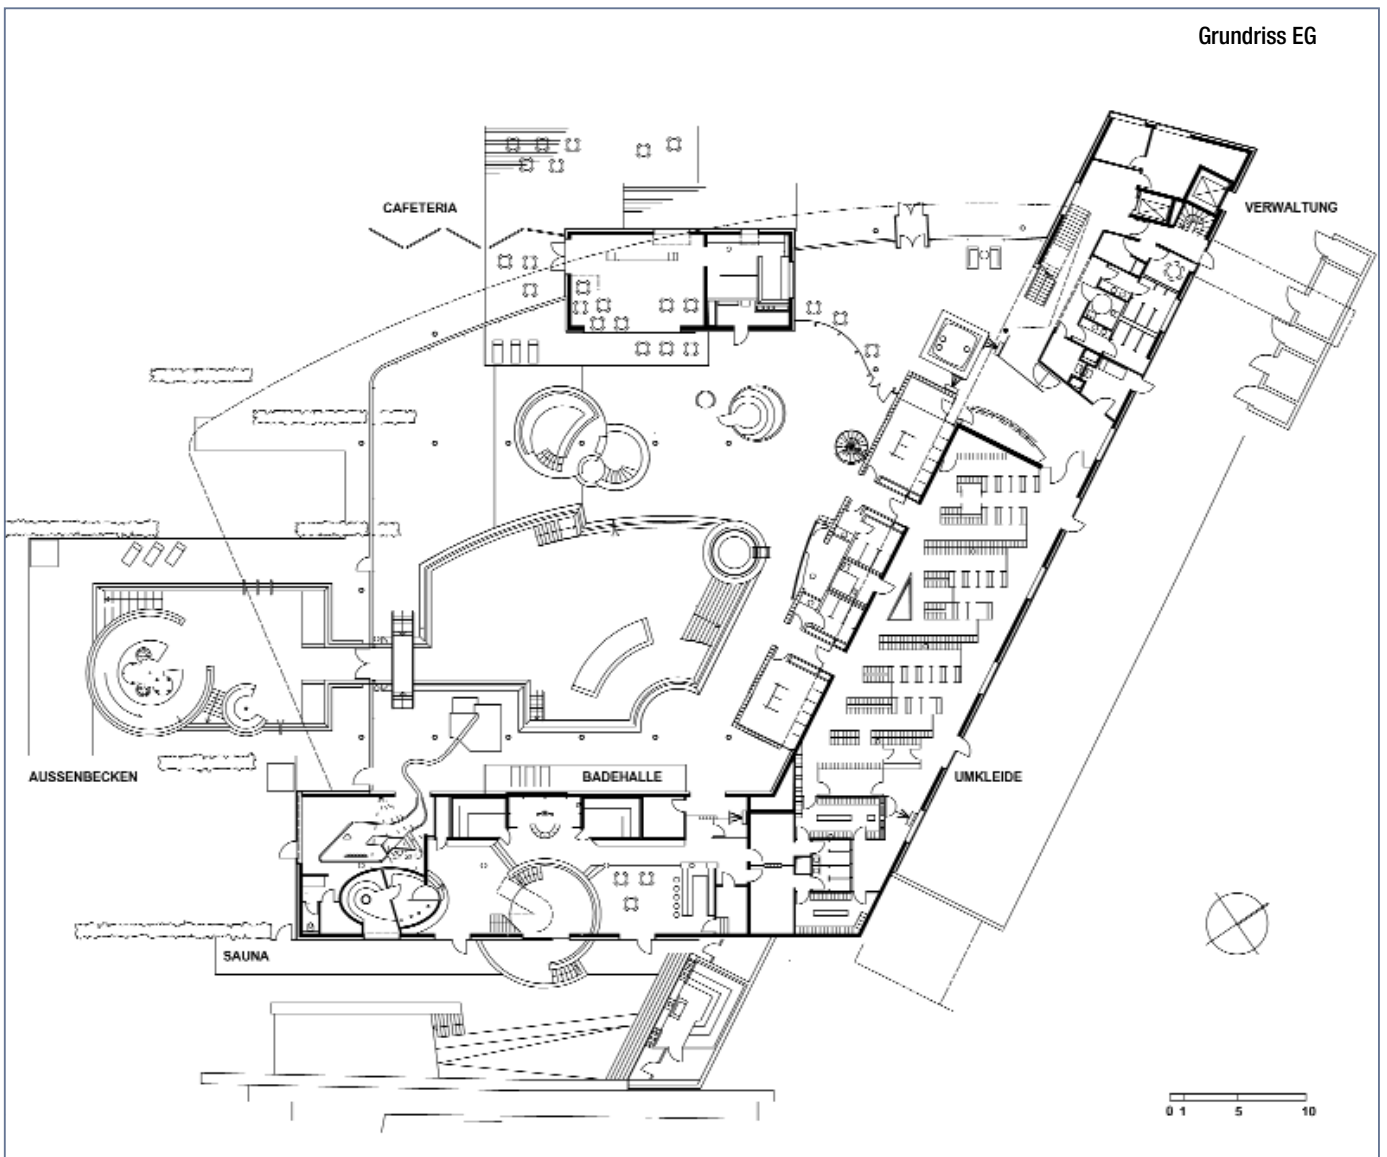 Grundriss EG
CAFETERIA
VERWALTUNG
AUSSENBECKEN
BADEHALLE
UMKLEIDE
SAUNA
0 1 5 10